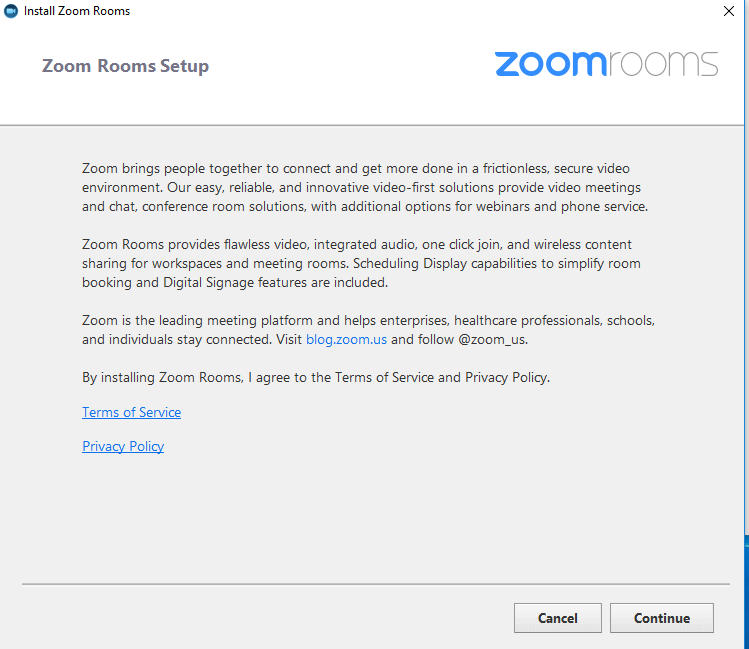 Install Zoom Rooms
Zoom Rooms Setup
zoomrooms
Zoom brings people together to connect and get more done in a frictionless, secure video
environment. Our easy, reliable, and innovative video-first solutions provide video meetings
and chat, conference room solutions, with additional options for webinars and phone service.
Zoom Rooms provides flawless video, integrated audio, one click join, and wireless content
sharing for workspaces and meeting rooms. Scheduling Display capabilities to simplify room
booking and Digital Signage features are included.
Zoom is the leading meeting platform and helps enterprises, healthcare professionals, schools,
and individuals stay connected. Visit blog.zoom.us and follow @zoom_us.
By installing Zoom Rooms, I agree to the Terms of Service and Privacy Policy.
Terms of Service
Privacy Policy
Cancel
Continue